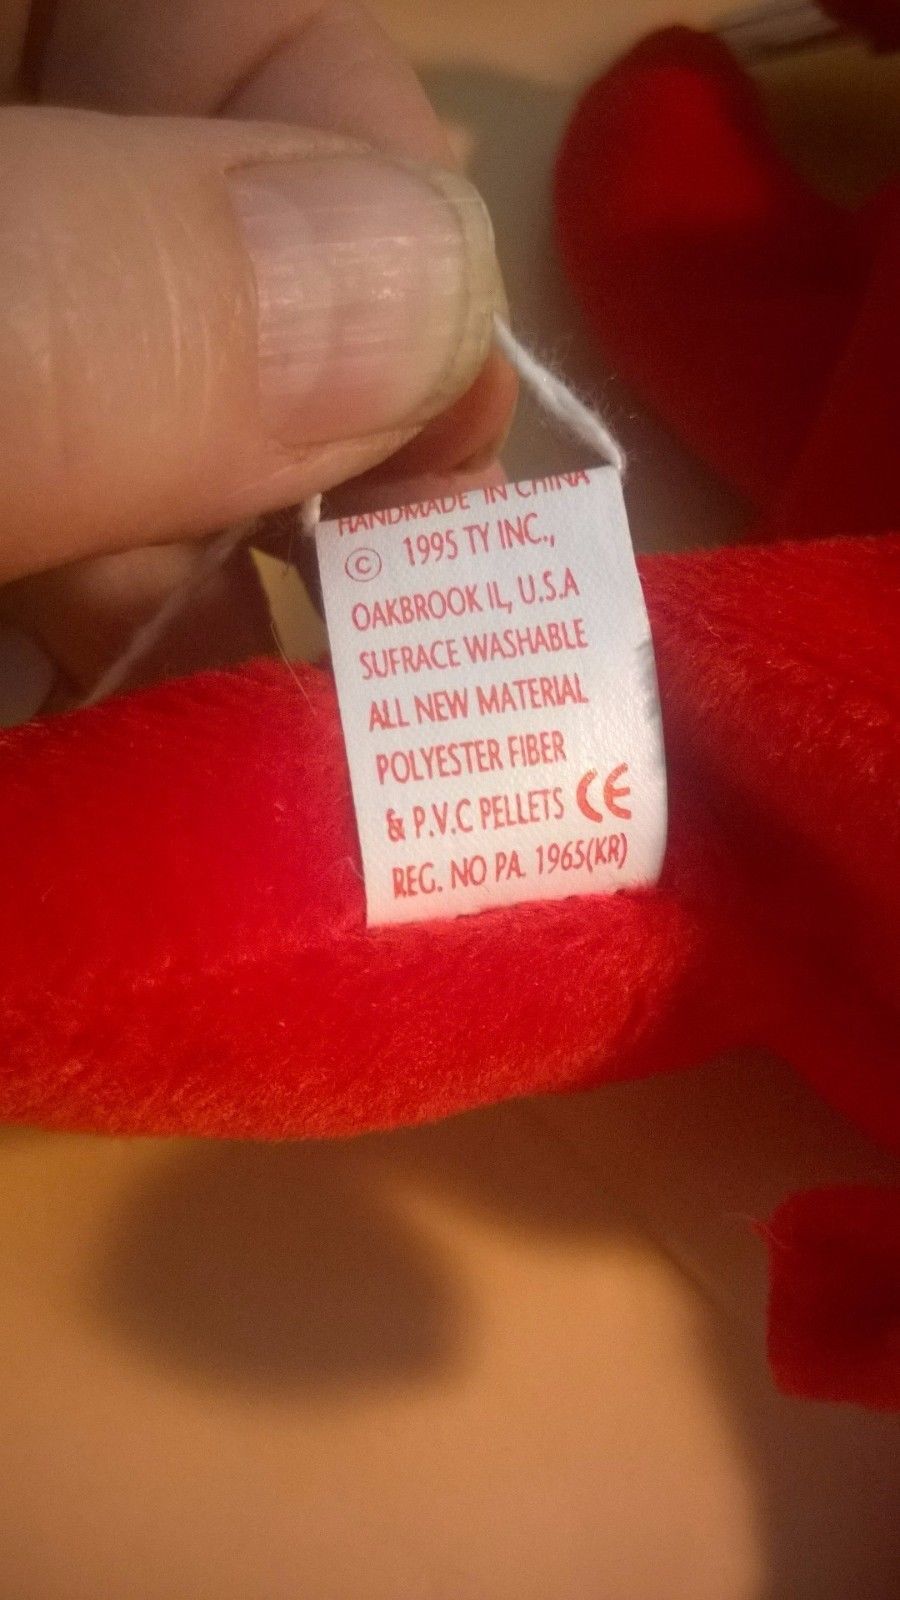 HANDMADE IN CHINA
© 1995 TY INC.,
OAKBROOK IL, U.S.A
SUFRACE WASHABLE
ALL NEW MATERIAL
POLYESTER FIBER
& P.V.C PELLETS CE
REG. NO PA. 1965(KR)